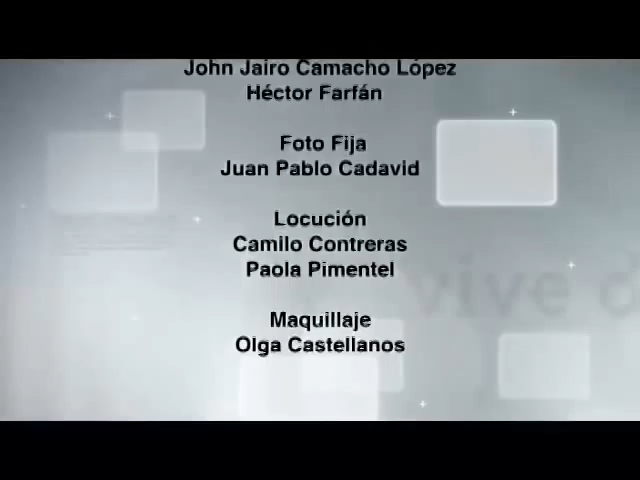 John Jairo Camacho López
Héctor Farfán
Foto Fija
Juan Pablo Cadavid
Locución
Camilo Contreras
Paola Pimentel
vive d
Maquillaje
Olga Castellanos